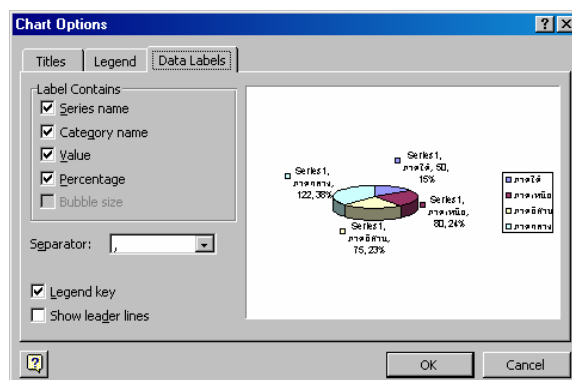 Chart Options
Titles
Legend
Data Labels
Label Contains
Series name
Category name
Value
Percentage
Bubble size
Separator:
,
Legend key
Show leader lines
Series1,
ภาคใต้, 50,
15%
Series1,
ภาคกลาง,
122, 38%
Series1,
ภาคเหนือ,
80, 24%
Series1,
ภาคอีสาน,
75, 23%
ภาคใต้
ภาคเหนือ
ภาคอีสาน
ภาคกลาง
OK
Cancel